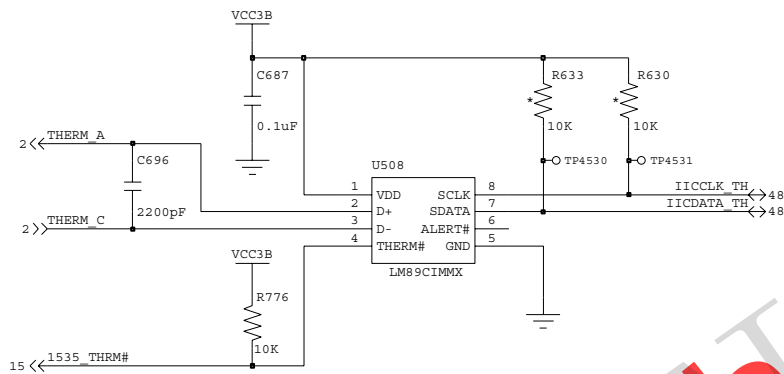 VCC3B
C687
0.1uF
R633
*
10K
R630
*
10K
2 THERM_A
C696
2200pF
2 THERM_C
TP4530
TP4531
U508
1 VDD SCLK 8
2 D+ SDATA 7
3 D- ALERT# 6
4 THERM# GND 5
LM89CIMMX
IICCLK_TH 48
IICDATA_TH 48
VCC3B
R776
10K
15 1535_THRM#